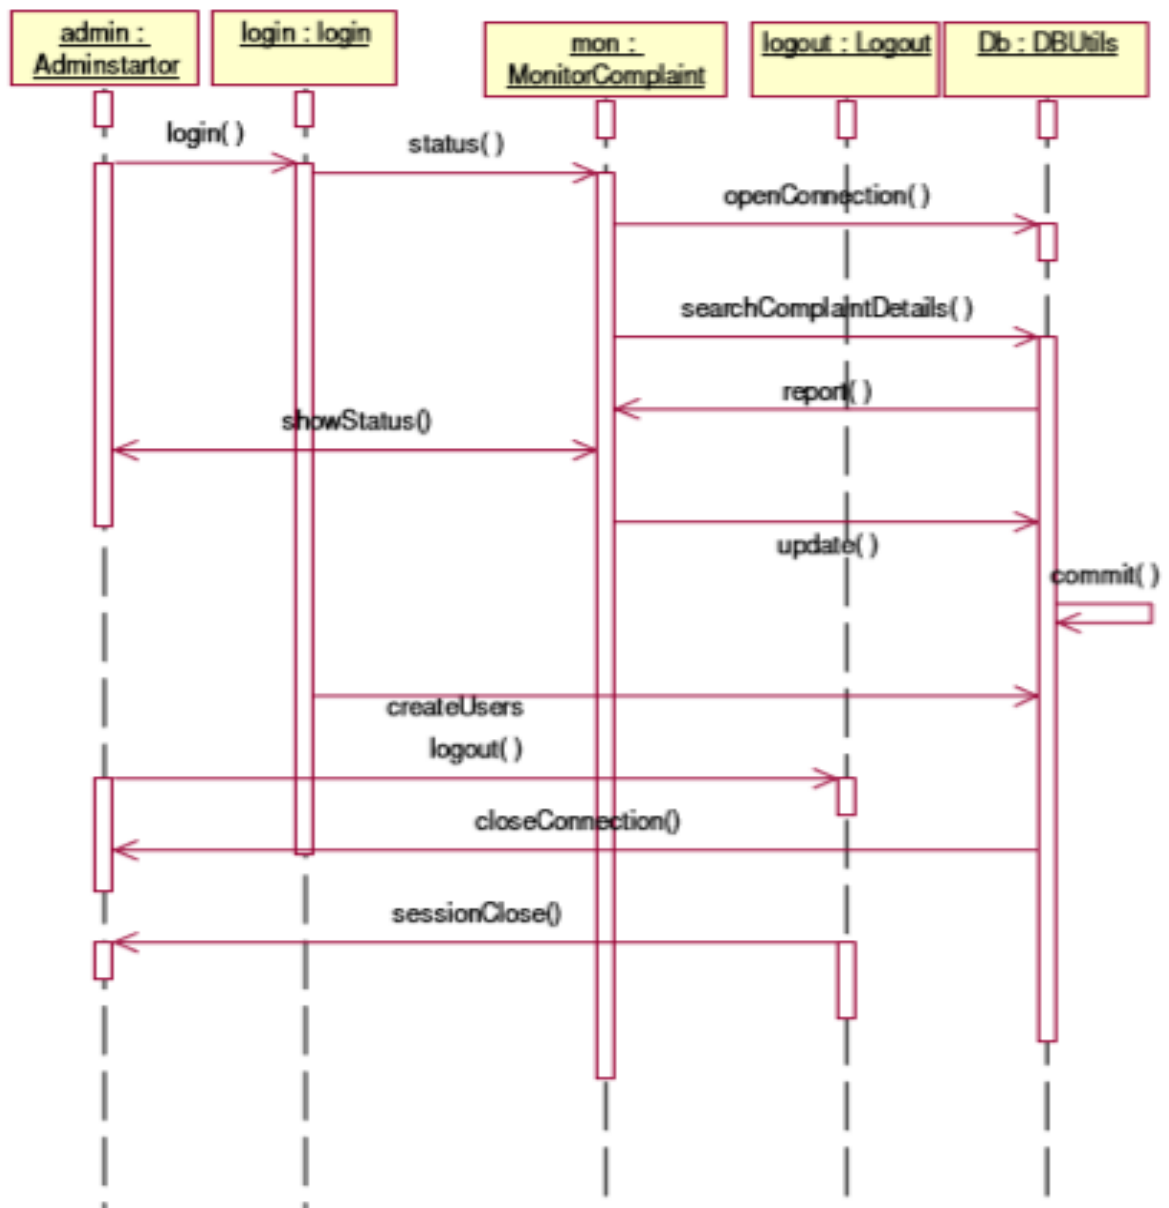 admin :
Adminstartor
login : login
mon :
MonitorComplaint
logout : Logout
Db : DBUtils
login( )
status( )
openConnection( )
searchComplaintDetails( )
report( )
showStatus()
update( )
commit( )
createUsers
logout( )
closeConnection()
sessionClose()